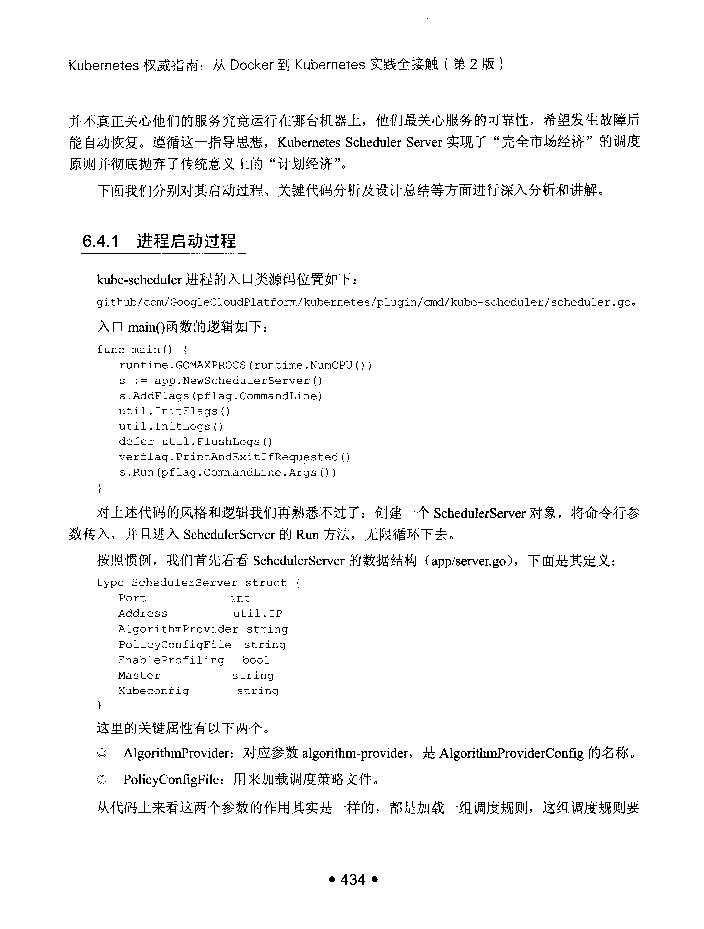 Kubernetes 权威指南：从 Docker 到 Kubernetes 实践全接触（第 2 版）
并不真正关心他们的服务究竟运行在哪台机器上，他们最关心服务的可靠性，希望发生故障后
能自动恢复。遵循这一指导思想，Kubernetes Scheduler Server 实现了“完全市场经济”的调度
原则并彻底抛弃了传统意义上的“计划经济”。
下面我们分别对其启动过程、关键代码分析及设计总结等方面进行深入分析和讲解。
6.4.1 进程启动过程
kube-scheduler 进程的入口类源码位置如下：
github/com/GoogleCloudPlatform/kubernetes/plugin/cmd/kube-scheduler/scheduler.go。
入口 main()函数的逻辑如下：
func main() {
runtime.GOMAXPROCS(runtime.NumCPU())
s := app.NewSchedulerServer()
s.AddFlags(pflag.CommandLine)
util.InitFlags()
util.InitLogs()
defer util.FlushLogs()
verflag.PrintAndExitIfRequested()
s.Run(pflag.CommandLine.Args())
}
对上述代码的风格和逻辑我们再熟悉不过了：创建一个 SchedulerServer 对象，将命令行参
数传入，并且进入 SchedulerServer 的 Run 方法，无限循环下去。
按照惯例，我们首先看看 SchedulerServer 的数据结构（app/server.go），下面是其定义：
type SchedulerServer struct {
Port int
Address util.IP
AlgorithmProvider string
PolicyConfigFile string
EnableProfiling bool
Master string
Kubeconfig string
}
这里的关键属性有以下两个。
◎ AlgorithmProvider：对应参数 algorithm-provider，是 AlgorithmProviderConfig 的名称。
◎ PolicyConfigFile：用来加载调度策略文件。
从代码上来看这两个参数的作用其实是一样的，都是加载一组调度规则，这组调度规则要
• 434 •